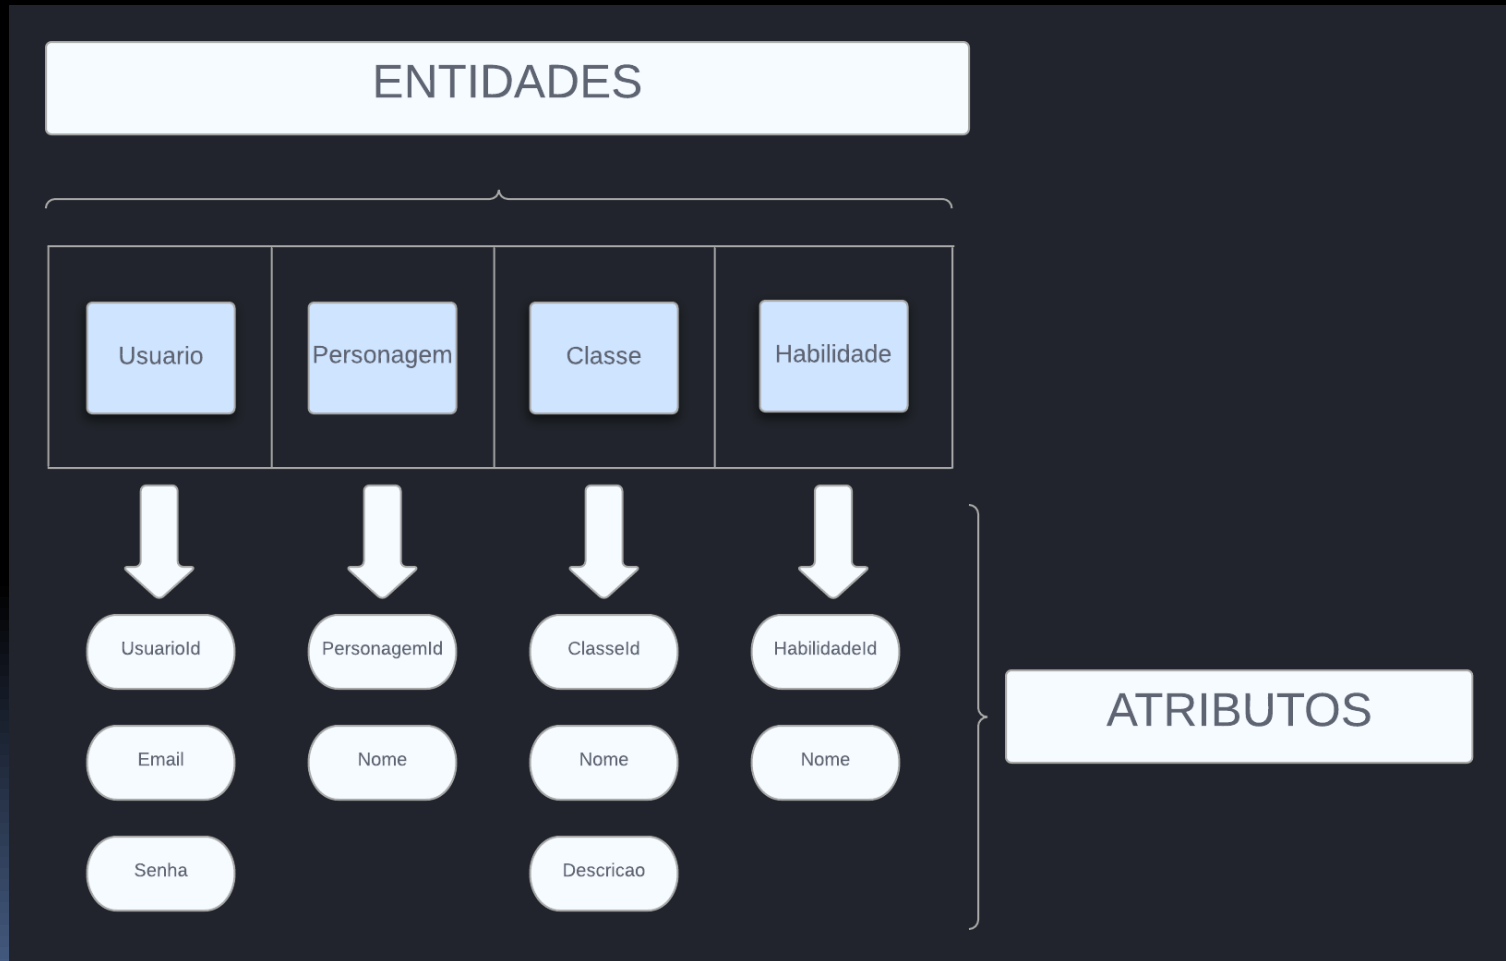 ENTIDADES
Usuario
Personagem
Classe
Habilidade
UsuarioId
PersonagemId
ClasseId
HabilidadeId
Email
Nome
Nome
Nome
Senha
Descricao
ATRIBUTOS